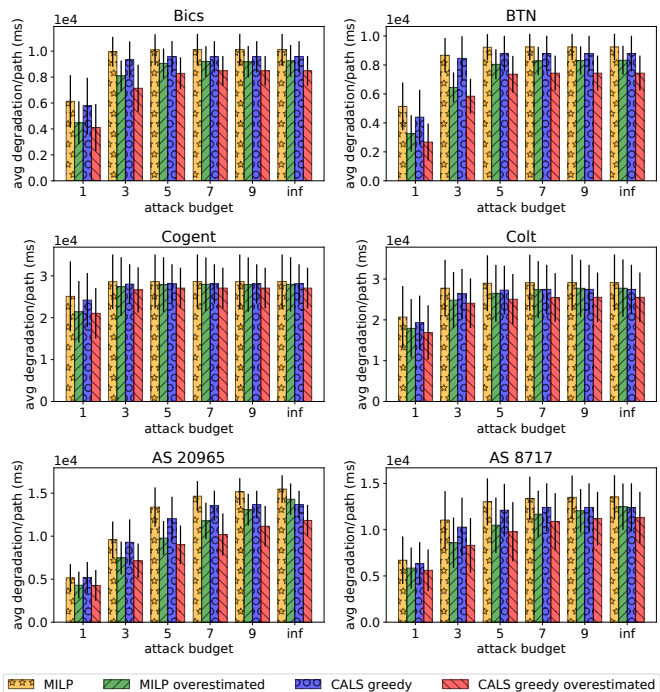 Bics
1e4
avg degradation/path (ms)
1.0
0.8
0.6
0.4
0.2
0.0
1 3 5 7 9 inf
attack budget
BTN
1e4
avg degradation/path (ms)
1.0
0.8
0.6
0.4
0.2
0.0
1 3 5 7 9 inf
attack budget
Cogent
1e4
avg degradation/path (ms)
3
2
1
0
1 3 5 7 9 inf
attack budget
Colt
1e4
avg degradation/path (ms)
3
2
1
0
1 3 5 7 9 inf
attack budget
AS 20965
1e4
avg degradation/path (ms)
1.5
1.0
0.5
0.0
1 3 5 7 9 inf
attack budget
AS 8717
1e4
avg degradation/path (ms)
1.5
1.0
0.5
0.0
1 3 5 7 9 inf
attack budget
MILP MILP overestimated CALS greedy CALS greedy overestimated